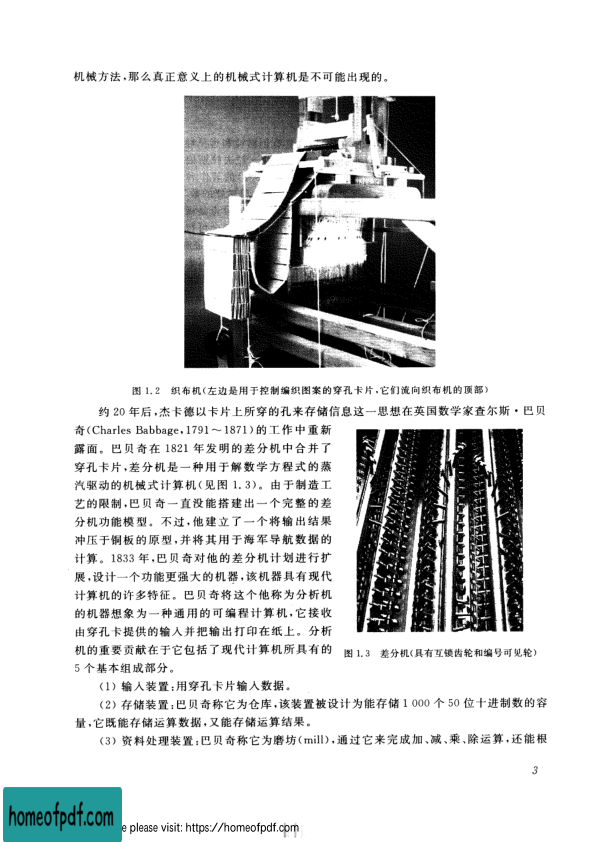 机械方法,那么真正意义上的机械式计算机是不可能出现的。
图 1.2 织布机(左边是用于控制编织图案的穿孔卡片,它们流向织布机的顶部)
约 20 年后,杰卡德以卡片上所穿的孔来存储信息这一思想在英国数学家查尔斯·巴贝
奇(Charles Babbage,1791～1871)的工作中重新
露面。巴贝奇在 1821 年发明的差分机中合并了
穿孔卡片,差分机是一种用于解数学方程式的蒸
汽驱动的机械式计算机(见图 1.3)。由于制造工
艺的限制,巴贝奇一直没能搭建出一个完整的差
分机功能模型。不过,他建立了一个将输出结果
冲压于铜板的原型,并将其用于海军导航数据的
计算。1833 年,巴贝奇对他的差分机计划进行扩
展,设计一个功能更强大的机器,该机器具有现代
计算机的许多特征。巴贝奇将这个他称为分析机
的机器想象为一种通用的可编程计算机,它接收
由穿孔卡提供的输入并把输出打印在纸上。分析
机的重要贡献在于它包括了现代计算机所具有的
5 个基本组成部分。
图 1.3 差分机(具有互锁齿轮和编号可见轮)
(1) 输入装置:用穿孔卡片输入数据。
(2) 存储装置:巴贝奇称它为仓库,该装置被设计为能存储 1 000 个 50 位十进制数的容
量,它既能存储运算数据,又能存储运算结果。
(3) 资料处理装置:巴贝奇称它为磨坊(mill),通过它来完成加、减、乘、除运算,还能根
3
homeofpdf.com
e please visit: https://homeofpdf.com